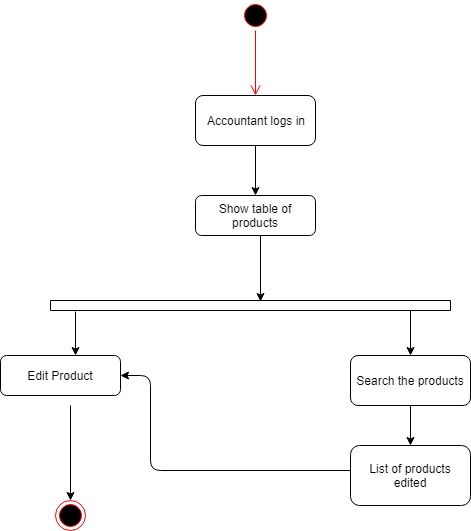 Accountant logs in
Show table of
products
Edit Product
Search the products
List of products
edited